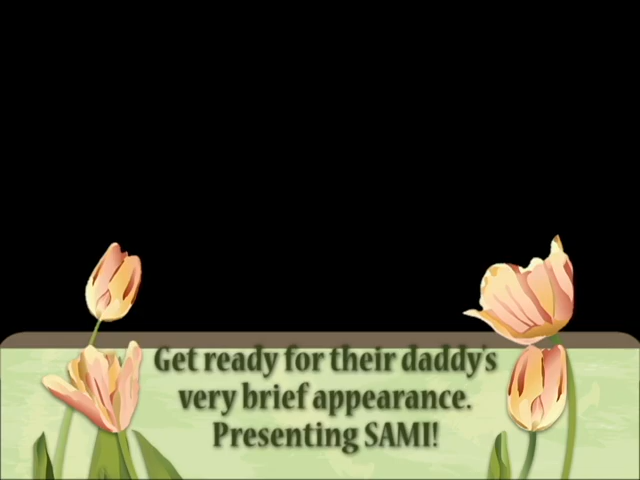 Get ready for their daddy's
very brief appearance.
Presenting SAMI!